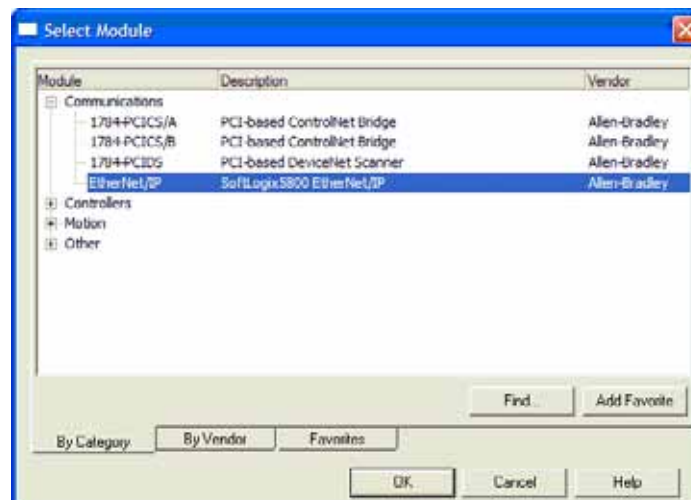 Select Module
Module Description Vendor
Communications
1784-PCICS/A PCI-based ControlNet Bridge Allen-Bradley
1784-PCICS/B PCI-based ControlNet Bridge Allen-Bradley
1784-PCIDS PCI-based DeviceNet Scanner Allen-Bradley
EtherNet/IP SoftLogix5800 EtherNet/IP Allen-Bradley
Controllers
Motion
Other
Find... Add Favorite
By Category By Vendor Favorites
OK Cancel Help